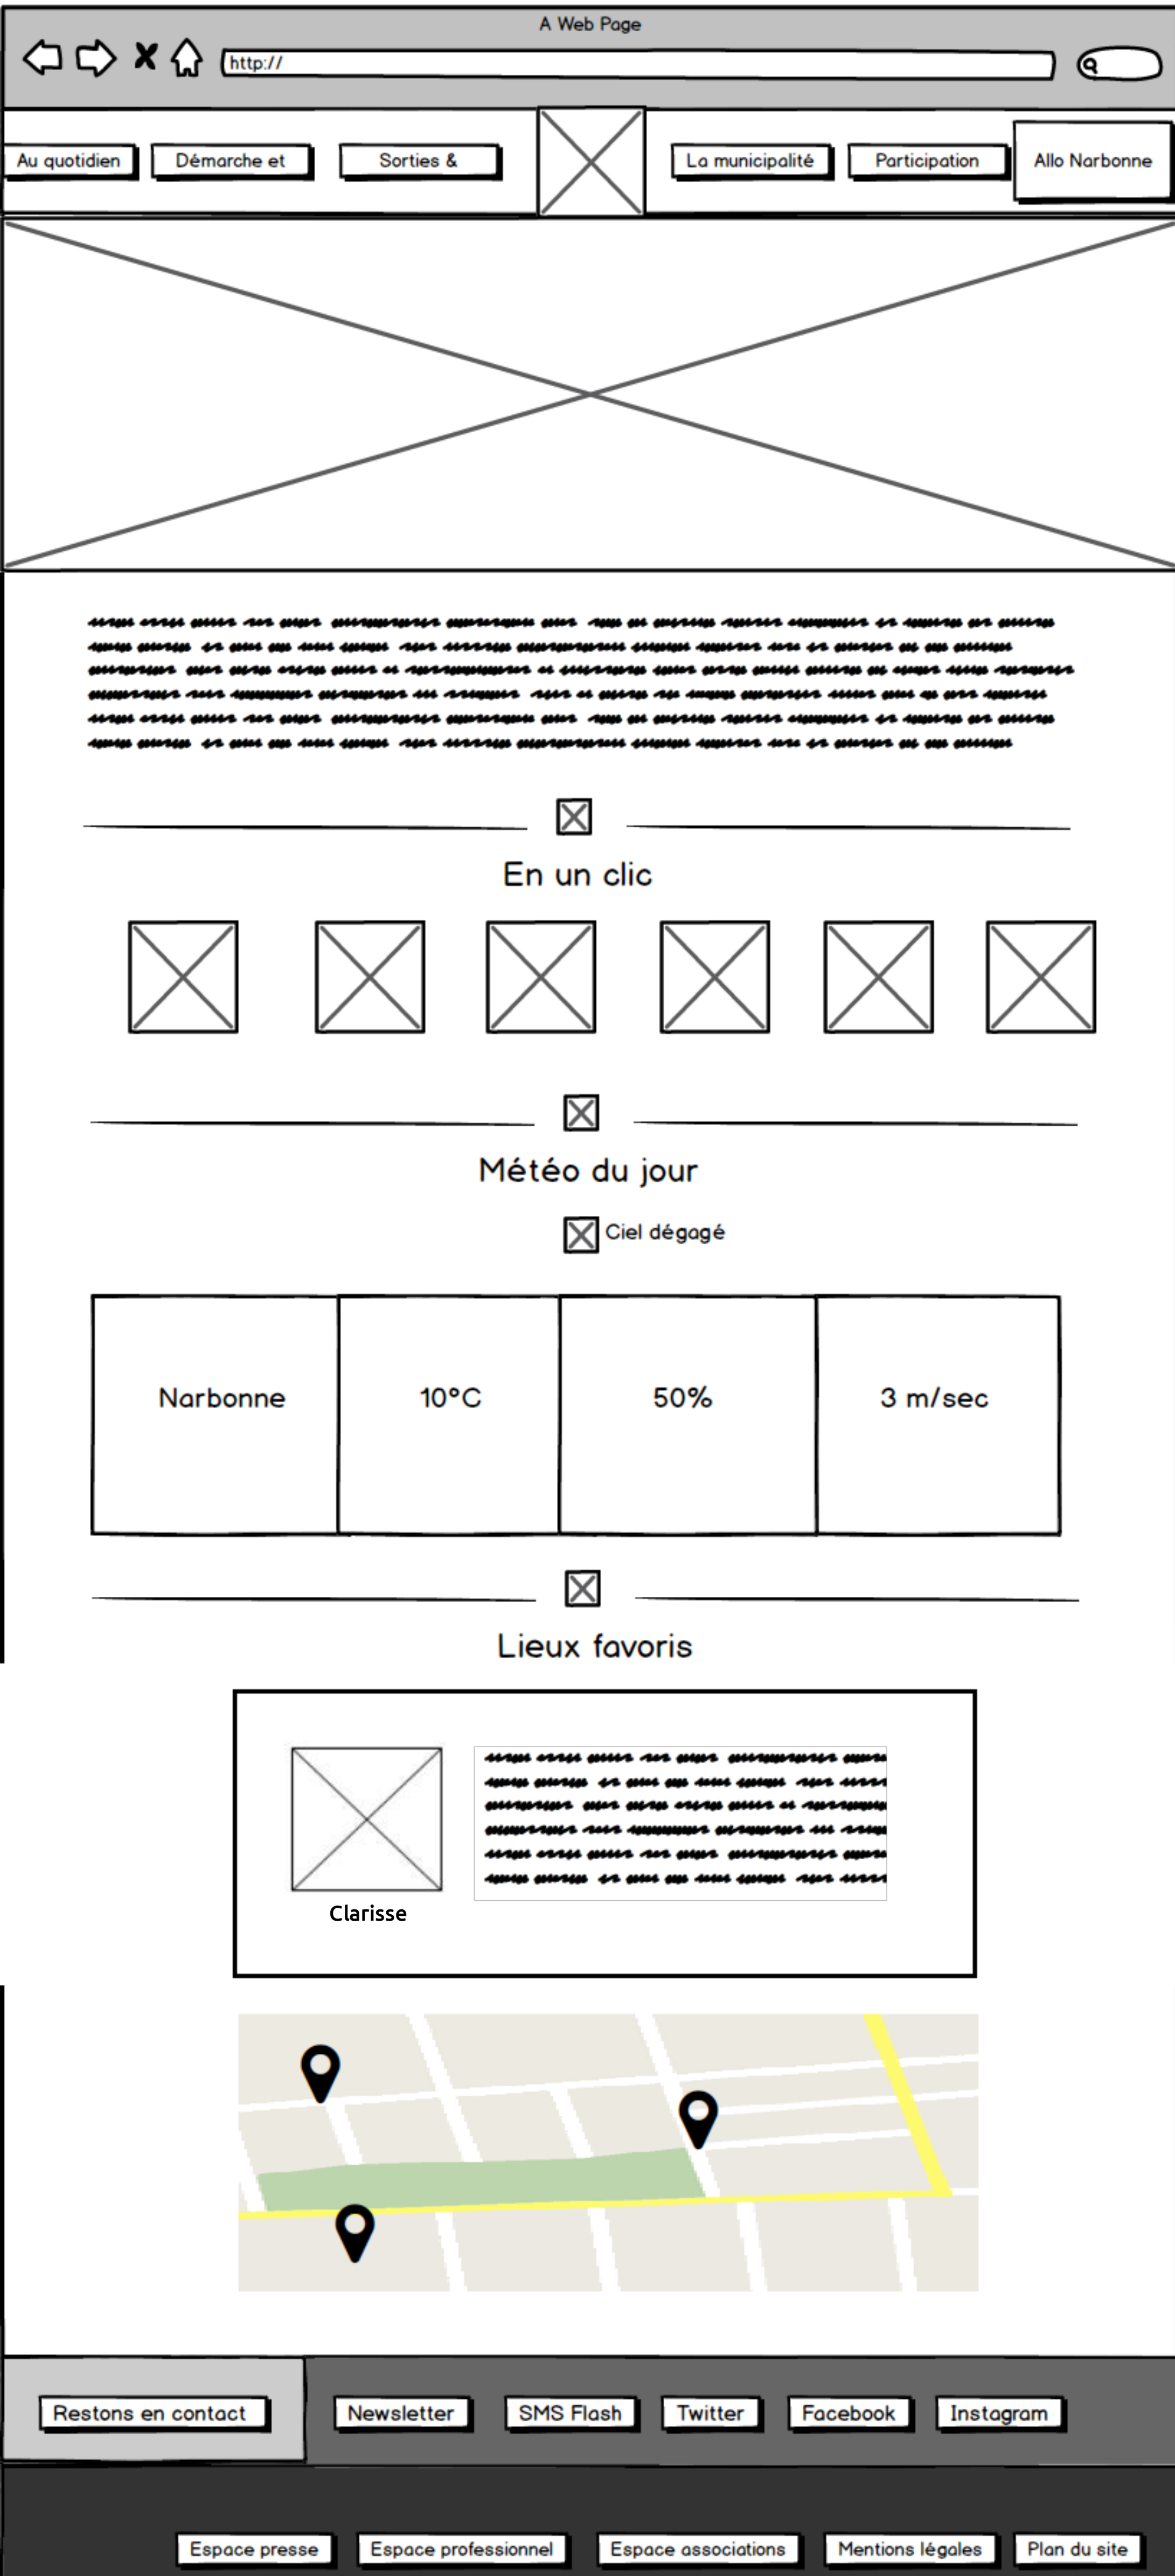 A Web Page
http://
Au quotidien
Démarche et
Sorties &
La municipalité
Participation
Allo Narbonne
En un clic
Météo du jour
Ciel dégagé
Narbonne
10°C
50%
3 m/sec
Lieux favoris
Clarisse
Restons en contact
Newsletter
SMS Flash
Twitter
Facebook
Instagram
Espace presse
Espace professionnel
Espace associations
Mentions légales
Plan du site